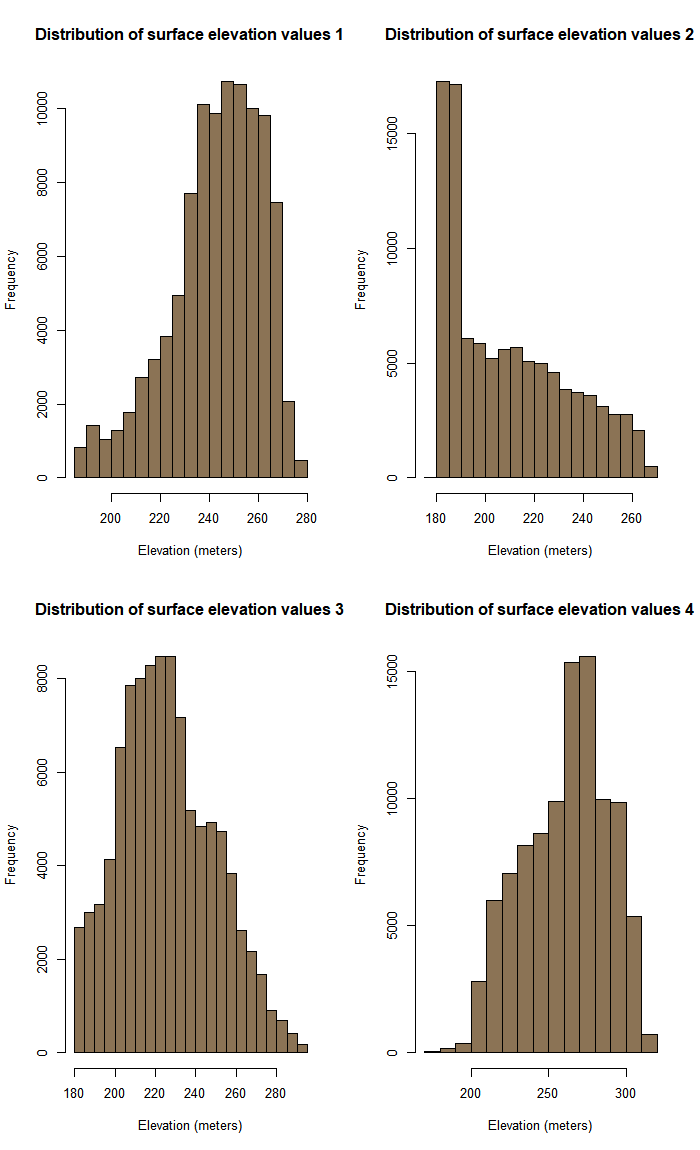 Distribution of surface elevation values 1
Frequency
0
2000
4000
6000
8000
10000
200 220 240 260 280
Elevation (meters)
Distribution of surface elevation values 2
Frequency
0
5000
10000
15000
180 200 220 240 260
Elevation (meters)
Distribution of surface elevation values 3
Frequency
0
2000
4000
6000
8000
180 200 220 240 260 280
Elevation (meters)
Distribution of surface elevation values 4
Frequency
0
5000
10000
15000
200 250 300
Elevation (meters)